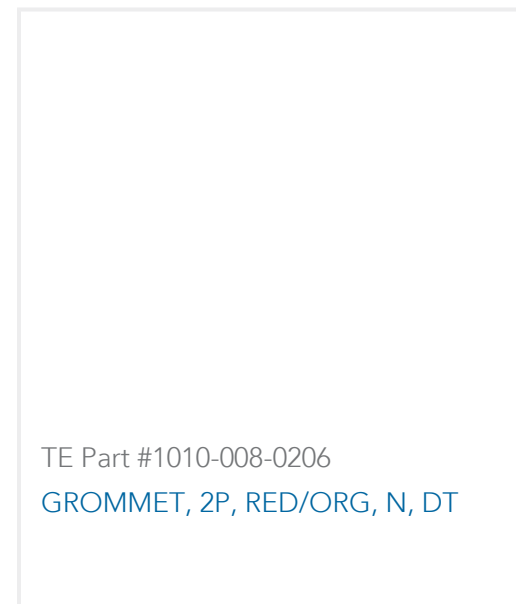 TE Part #1010-008-0206
GROMMET, 2P, RED/ORG, N, DT